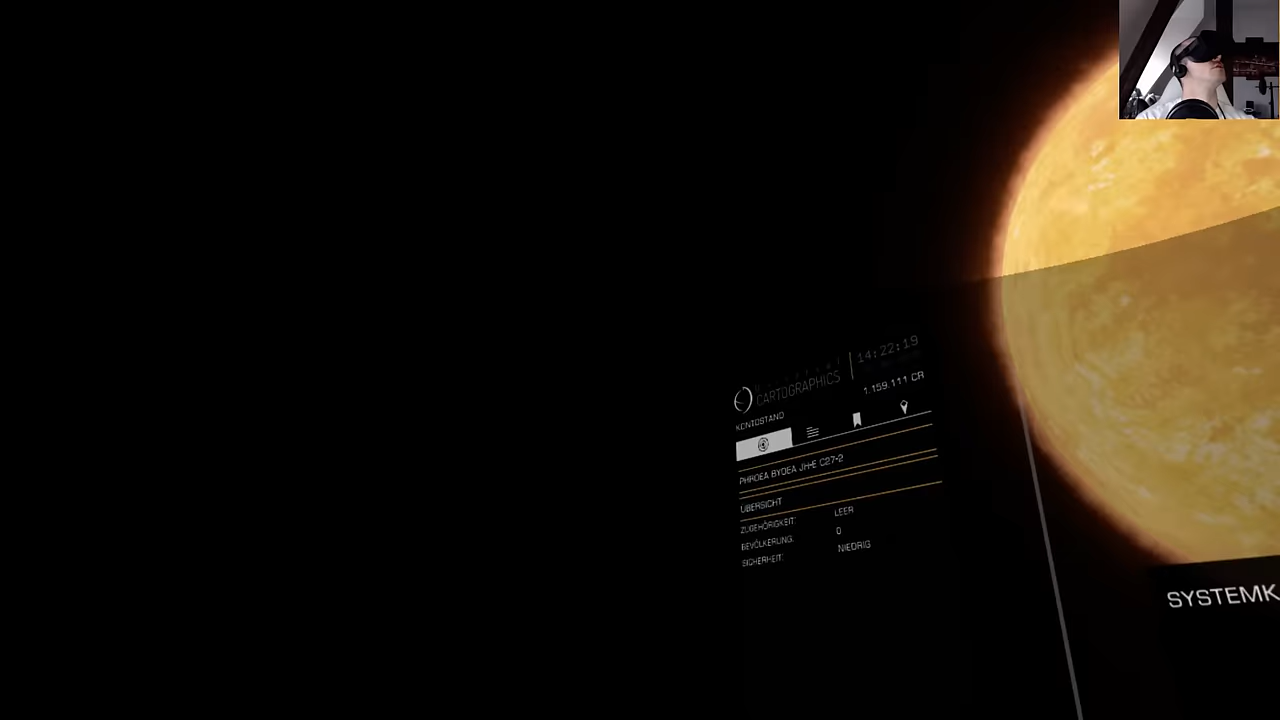 CARTOGRAPHICS
14:22:19
KONTOSTAND
1.159.111 CR
PHROEA BYOEA JH-E C27-2
ÜBERSICHT
ZUGEHÖRIGKEIT: LEER
BEVÖLKERUNG: 0
SICHERHEIT: NIEDRIG
SYSTEMK